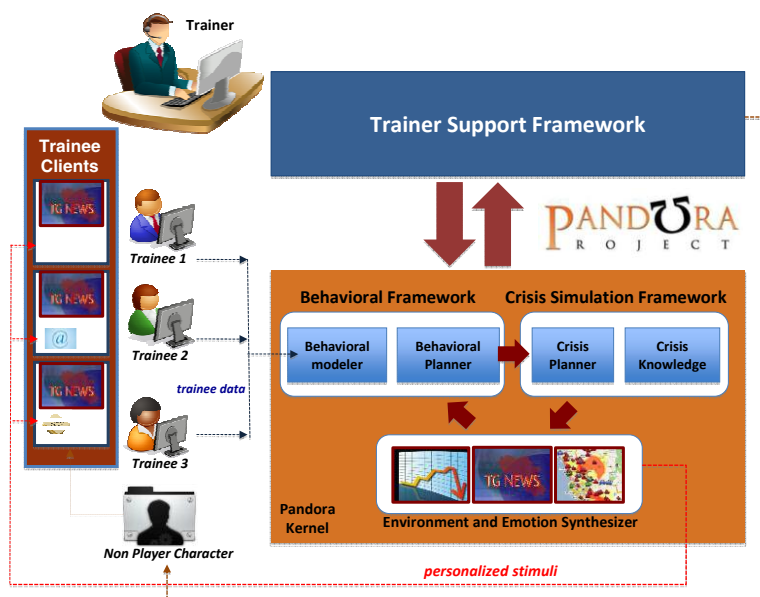 Trainer
Trainer Support Framework
Trainee
Clients
TG NEWS
Trainee 1
PANDORA
PROJECT
TG NEWS
@
Trainee 2
trainee data
TG NEWS
Trainee 3
Behavioral Framework
Crisis Simulation Framework
Behavioral
modeler
Behavioral
Planner
Crisis
Planner
Crisis
Knowledge
TG NEWS
Pandora
Kernel
Environment and Emotion Synthesizer
Non Player Character
personalized stimuli